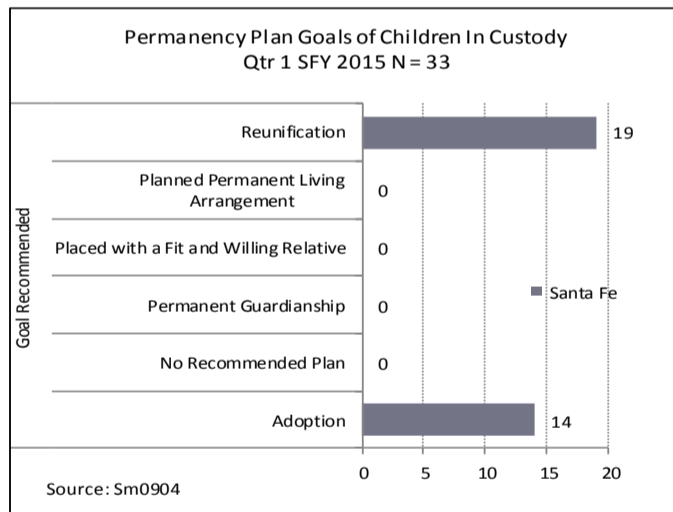 Permanency Plan Goals of Children In Custody
Qtr 1 SFY 2015 N = 33
Goal Recommended
Reunification
19
Planned Permanent Living
Arrangement
0
Placed with a Fit and Willing Relative
0
Permanent Guardianship
0
No Recommended Plan
0
Adoption
14
Santa Fe
0 5 10 15 20
Source: Sm0904